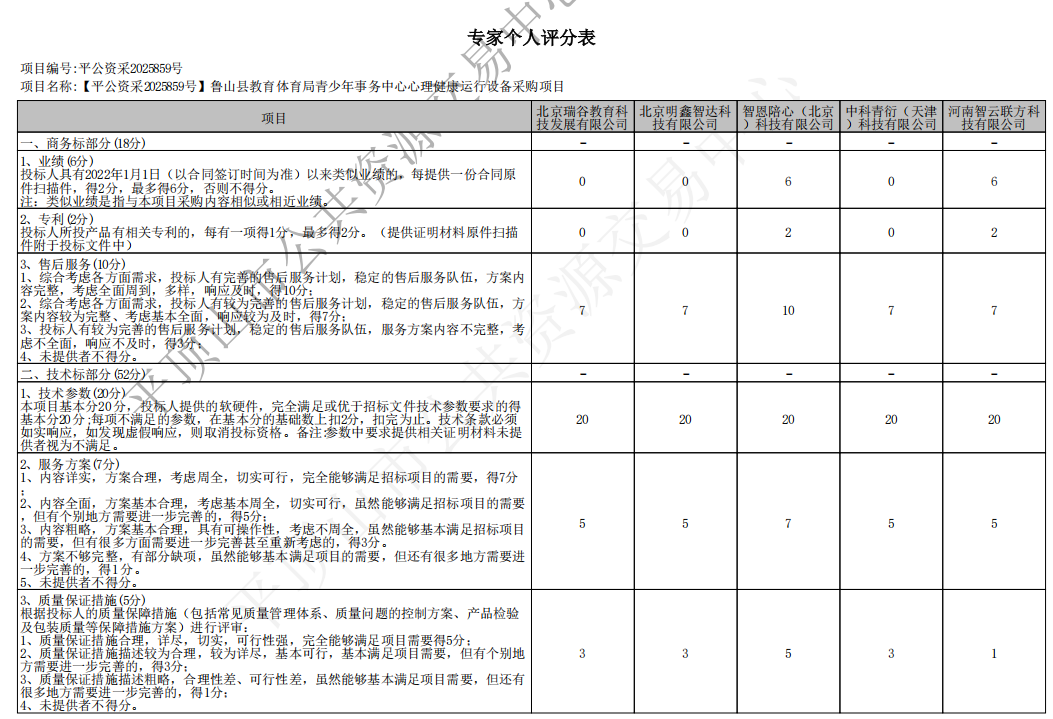 专家个人评分表
项目编号:平公资采2025859号
项目名称:【平公资采2025859号】鲁山县教育体育局青少年事务中心心理健康运行设备采购项目
项目
北京瑞谷教育科
技发展有限公司
北京明鑫智达科
技有限公司
智恩陪心（北京
）科技有限公司
中科青衍（天津
）科技有限公司
河南智云联方科
技有限公司
一、商务标部分(18分)
－ － － － －
1、业绩(6分)
投标人具有2022年1月1日（以合同签订时间为准）以来类似业绩的，每提供一份合同原
件扫描件，得2分，最多得6分，否则不得分。
注：类似业绩是指与本项目采购内容相似或相近业绩。
0 0 6 0 6
2、专利(2分)
投标人所投产品有相关专利的，每有一项得1分，最多得2分。（提供证明材料原件扫描
件附于投标文件中）
0 0 2 0 2
3、售后服务(10分)
1、综合考虑各方面需求，投标人有完善的售后服务计划，稳定的售后服务队伍，方案内
容完整，考虑全面周到，多样，响应及时，得10分；
2、综合考虑各方面需求，投标人有较为完善的售后服务计划，稳定的售后服务队伍，方
案内容较为完整、考虑基本全面，响应较为及时，得7分；
3、投标人有较为完善的售后服务计划，稳定的售后服务队伍，服务方案内容不完整，考
虑不全面，响应不及时，得3分；
4、未提供者不得分。
7 7 10 7 7
二、技术标部分(52分)
－ － － － －
1、技术参数(20分)
本项目基本分20分，投标人提供的软硬件，完全满足或优于招标文件技术参数要求的得
基本分20分；每项不满足的参数，在基本分的基础数上扣2分，扣完为止。技术条款必须
如实响应，如发现虚假响应，则取消投标资格。备注：参数中要求提供相关证明材料未提
供者视为不满足。
20 20 20 20 20
2、服务方案(7分)
1、内容详实，方案合理，考虑周全，切实可行，完全能够满足招标项目的需要，得7分
；
2、内容全面，方案基本合理，考虑基本周全，切实可行，虽然能够满足招标项目的需要
，但有个别地方需要进一步完善的，得5分；
3、内容粗略，方案基本合理，具有可操作性，考虑不周全，虽然能够基本满足招标项目
的需要，但有很多方面需要进一步完善甚至重新考虑的，得3分。
4、方案不够完整，有部分缺项，虽然能够基本满足项目的需要，但还有很多地方需要进
一步完善的，得1分。
5、未提供者不得分。
5 5 7 5 5
3、质量保证措施(5分)
根据投标人的质量保障措施（包括常见质量管理体系、质量问题的控制方案、产品检验
及包装质量等保障措施方案）进行评审：
1、质量保证措施合理，详尽，切实，可行性强，完全能够满足项目需要得5分；
2、质量保证措施描述较为合理，较为详尽，基本可行，基本满足项目需要，但有个别地
方需要进一步完善的，得3分；
3、质量保证措施描述粗略，合理性差、可行性差，虽然能够基本满足项目需要，但还有
很多地方需要进一步完善的，得1分；
4、未提供者不得分。
3 3 5 3 1
平顶山市公共资源交易中心
平顶山市公共资源交易中心